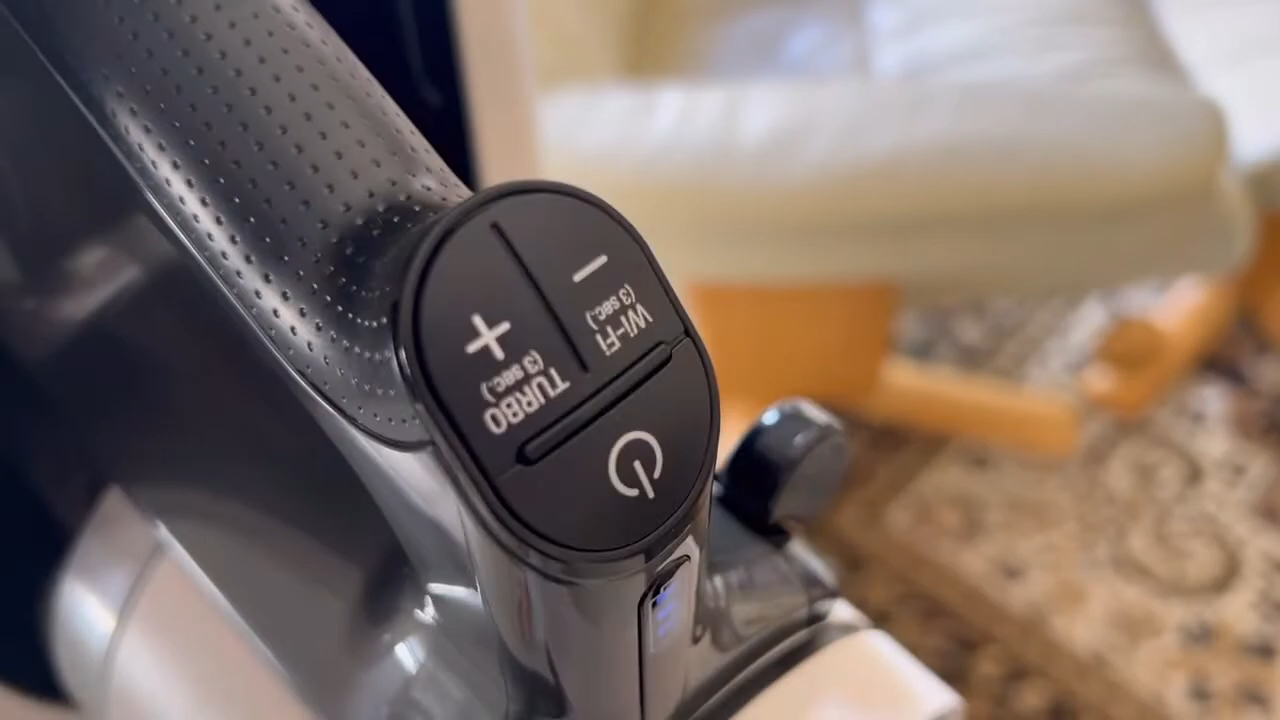 +
TURBO
(3 sec.)
−
Wi-Fi
(3 sec.)